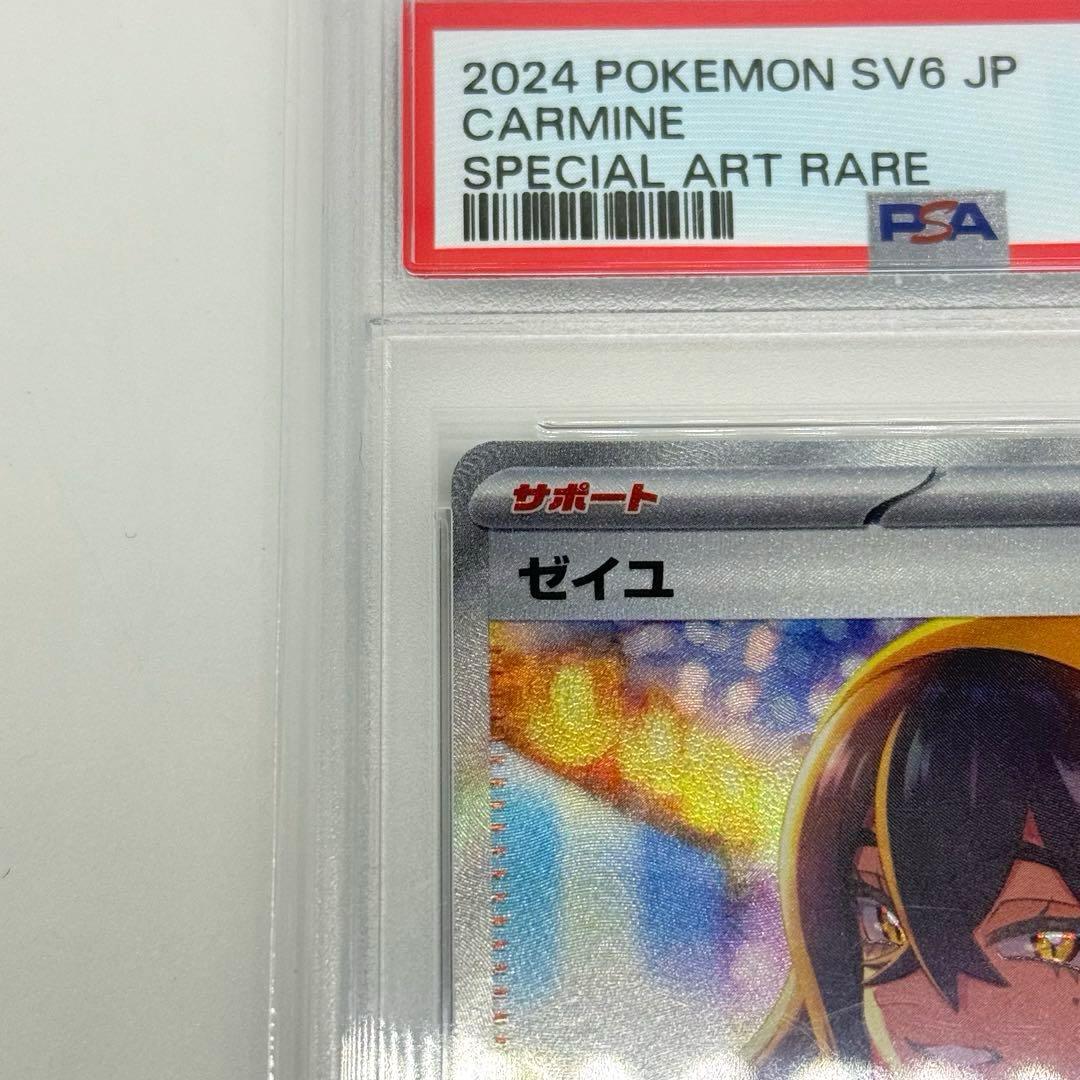 2024 POKEMON SV6 JP
CARMINE
SPECIAL ART RARE
PSA
サポート
ゼイユ